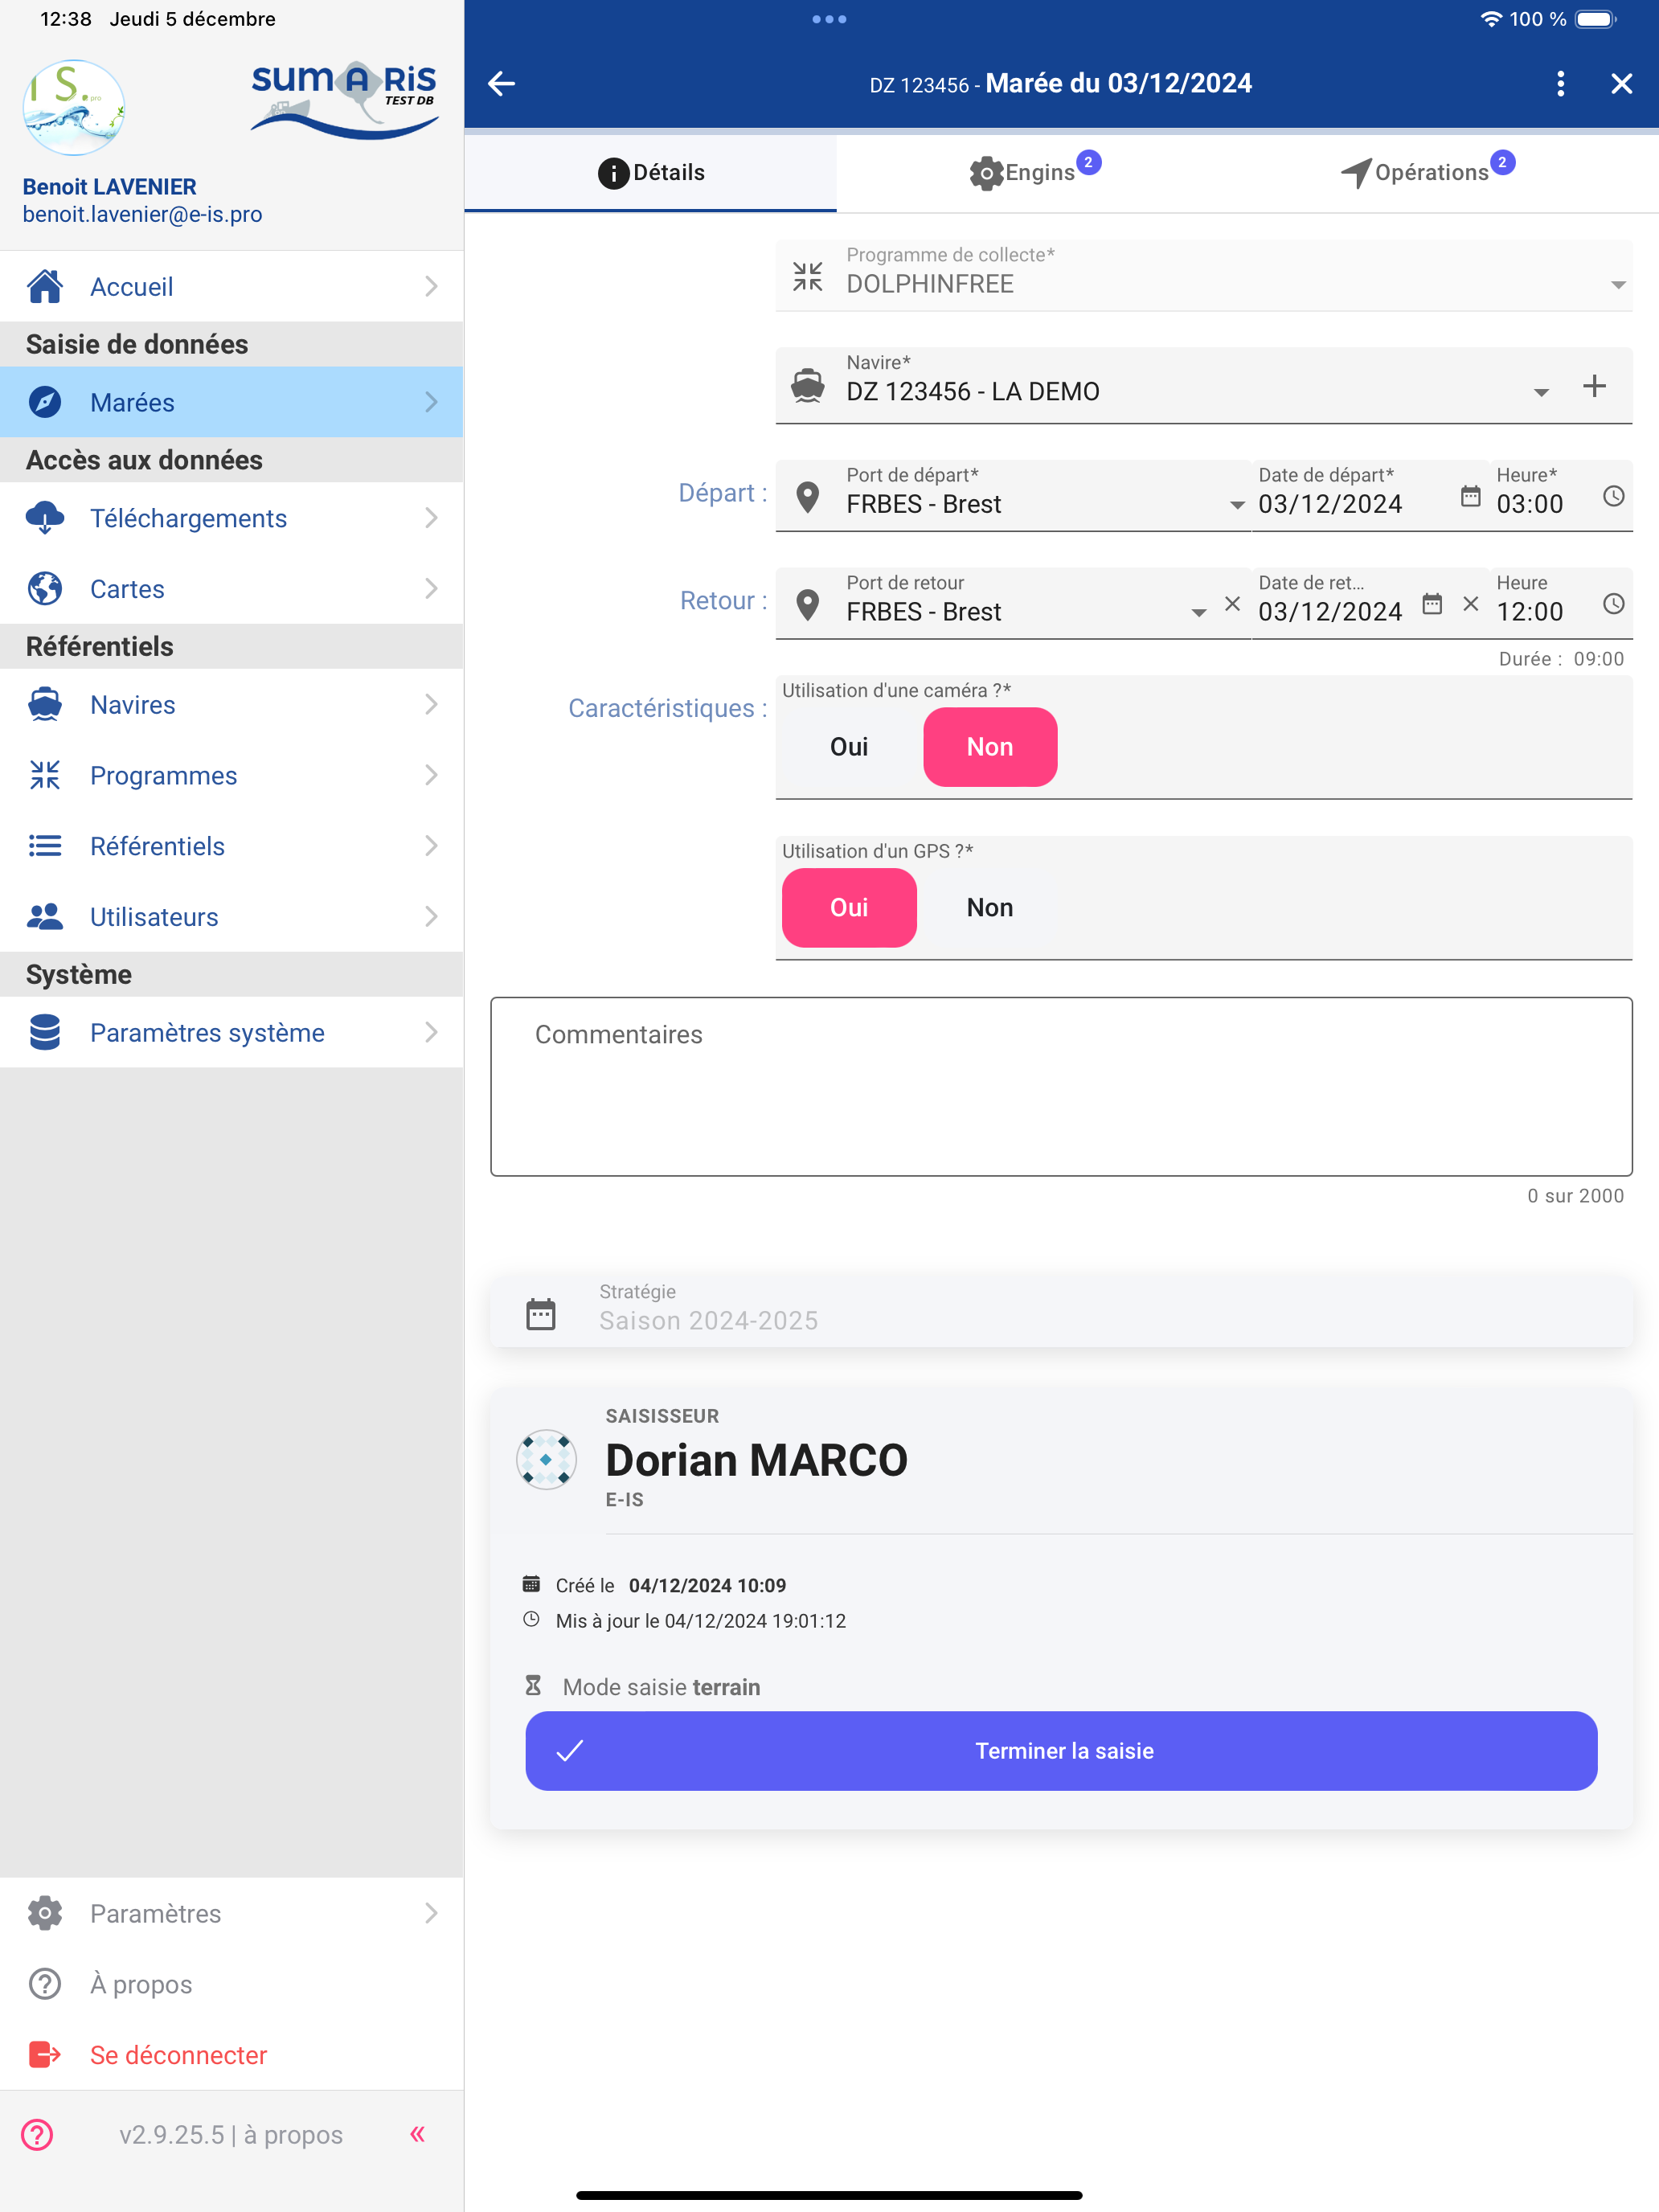 12:38 Jeudi 5 décembre
100 %
I S.
pro
SUMARiS
TEST DB
Benoit LAVENIER
benoit.lavenier@e-is.pro
Accueil
Saisie de données
Marées
Accès aux données
Téléchargements
Cartes
Référentiels
Navires
Programmes
Référentiels
Utilisateurs
Système
Paramètres système
Paramètres
À propos
Se déconnecter
v2.9.25.5 | à propos
DZ 123456 - Marée du 03/12/2024
Détails
Engins 2
Opérations 2
Programme de collecte*
DOLPHINFREE
Navire*
DZ 123456 - LA DEMO
Départ :
Port de départ*
FRBES - Brest
Date de départ*
03/12/2024
Heure*
03:00
Retour :
Port de retour
FRBES - Brest
Date de ret...
03/12/2024
Heure
12:00
Durée : 09:00
Caractéristiques :
Utilisation d'une caméra ?*
Oui Non
Utilisation d'un GPS ?*
Oui Non
Commentaires
0 sur 2000
Stratégie
Saison 2024-2025
SAISISSEUR
Dorian MARCO
E-IS
Créé le 04/12/2024 10:09
Mis à jour le 04/12/2024 19:01:12
Mode saisie terrain
Terminer la saisie